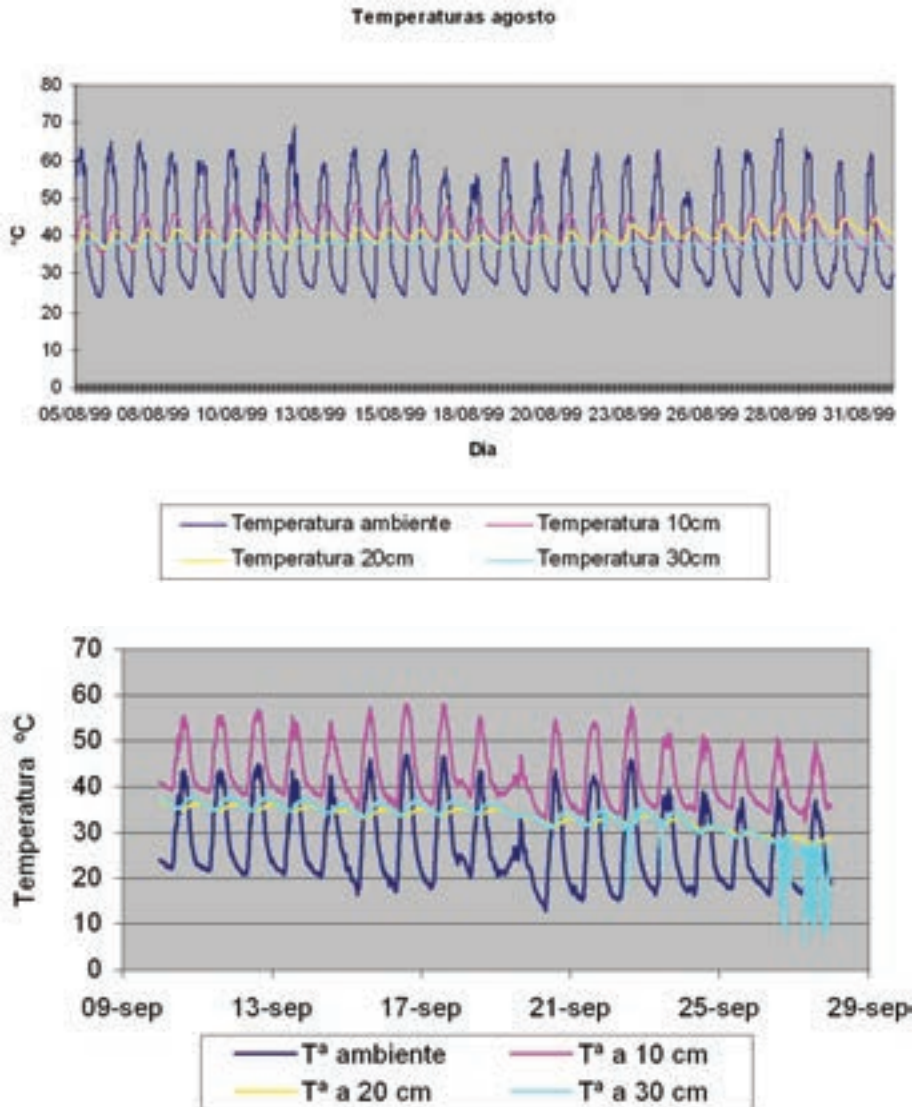 Temperaturas agosto
80
70
60
50
40
30
20
10
0
°C
05/08/99 08/08/99 10/08/99 13/08/99 15/08/99 18/08/99 20/08/99 23/08/99 26/08/99 28/08/99 31/08/99
Dia
Temperatura ambiente Temperatura 10cm
Temperatura 20cm Temperatura 30cm
70
60
50
40
30
20
10
0
Temperatura ºC
09-sep 13-sep 17-sep 21-sep 25-sep 29-sep
Tª ambiente Tª a 10 cm
Tª a 20 cm Tª a 30 cm